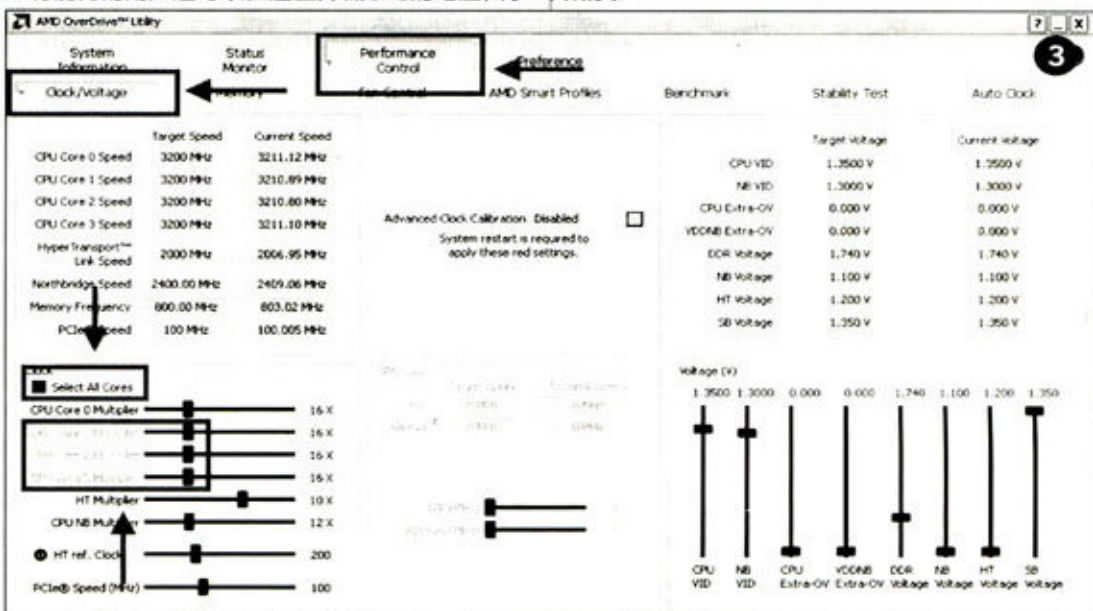 AMD OverDrive™ Utility
? _ X
3
System Information Status Monitor Performance Control Preference
Clock/Voltage Memory Fan Control AMD Smart Profiles Benchmark Stability Test Auto Clock
Target Speed Current Speed
CPU Core 0 Speed 3200 MHz 3211.12 MHz
CPU Core 1 Speed 3200 MHz 3210.89 MHz
CPU Core 2 Speed 3200 MHz 3210.80 MHz
CPU Core 3 Speed 3200 MHz 3211.10 MHz
HyperTransport™ Link Speed 2000 MHz 2006.95 MHz
Northbridge Speed 2400.00 MHz 2409.06 MHz
Memory Frequency 800.00 MHz 803.02 MHz
PCIe® Speed 100 MHz 100.005 MHz
Advanced Clock Calibration Disabled
System restart is required to
apply these red settings.
Target Voltage Current Voltage
CPU VID 1.3500 V 1.3500 V
NB VID 1.3000 V 1.3000 V
CPU Extra-OV 0.000 V 0.000 V
VDDNB Extra-OV 0.000 V 0.000 V
DDR Voltage 1.740 V 1.740 V
NB Voltage 1.100 V 1.100 V
HT Voltage 1.200 V 1.200 V
SB Voltage 1.350 V 1.350 V
Clock
Select All Cores
CPU Core 0 Multiplier 16 X
16 X
16 X
16 X
HT Multiplier 10 X
CPU NB Multiplier 12 X
HT ref. Clock 200
PCIe® Speed (MHz) 100
Voltage (V)
1.3500 1.3000 0.000 0.000 1.740 1.100 1.200 1.350
CPU VID NB VID CPU Extra-OV VDDNB Extra-OV DDR Voltage NB Voltage HT Voltage SB Voltage